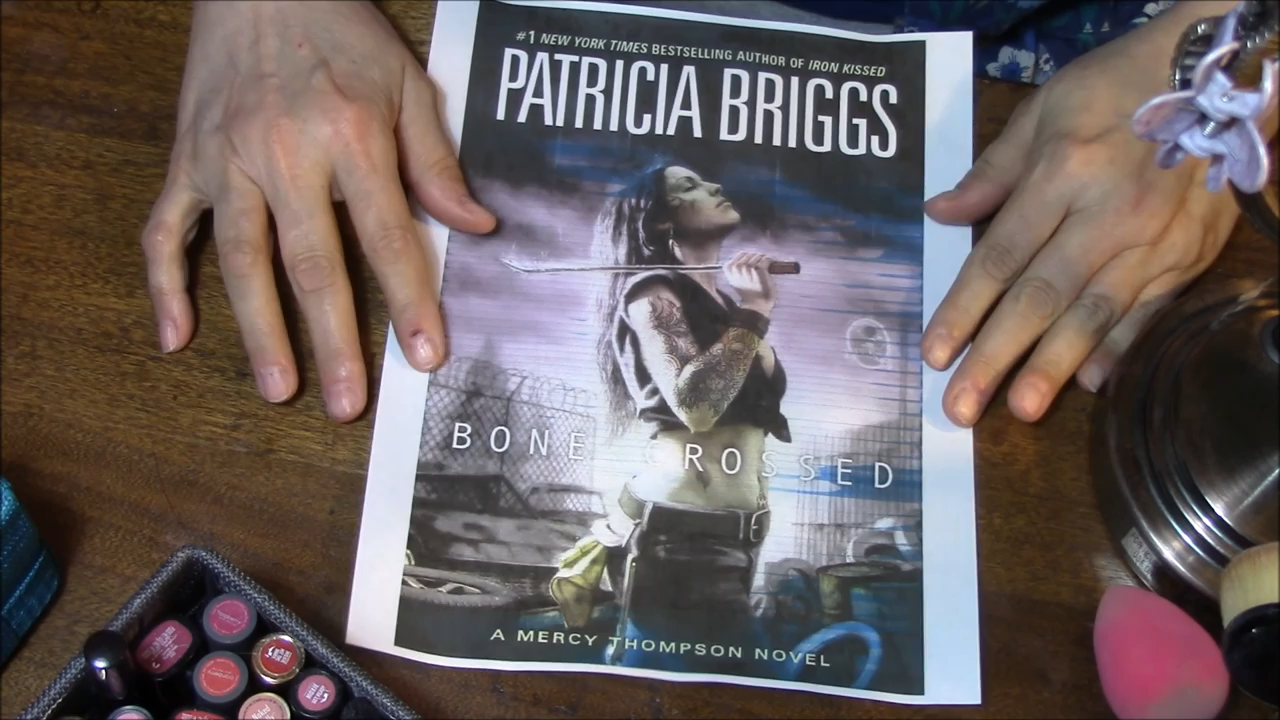 #1 NEW YORK TIMES BESTSELLING AUTHOR OF IRON KISSED
PATRICIA BRIGGS
BONE CROSSED
A MERCY THOMPSON NOVEL